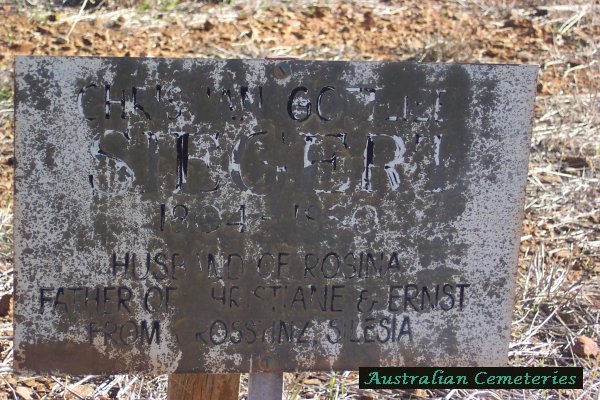 CHRISTIAN GOTTLIEB
SIEGERT
HUSBAND OF ROSINA
FATHER OF CHRISTIANE & ERNST
FROM SILESIA
Australian Cemeteries